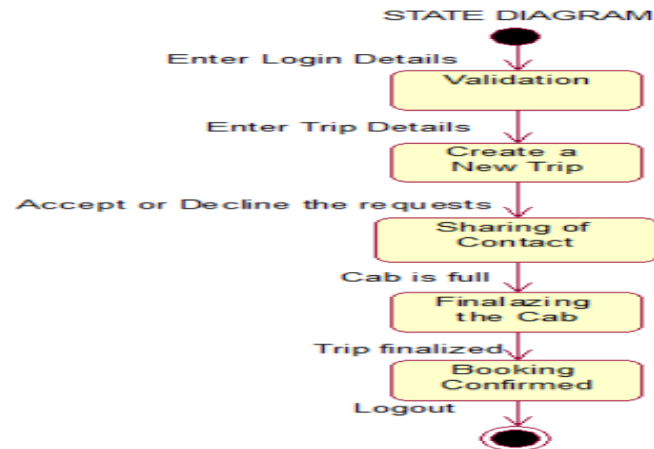 STATE DIAGRAM
Enter Login Details
Validation
Enter Trip Details
Create a
New Trip
Accept or Decline the requests
Sharing of
Contact
Cab is full
Finalazing
the Cab
Trip finalized
Booking
Confirmed
Logout